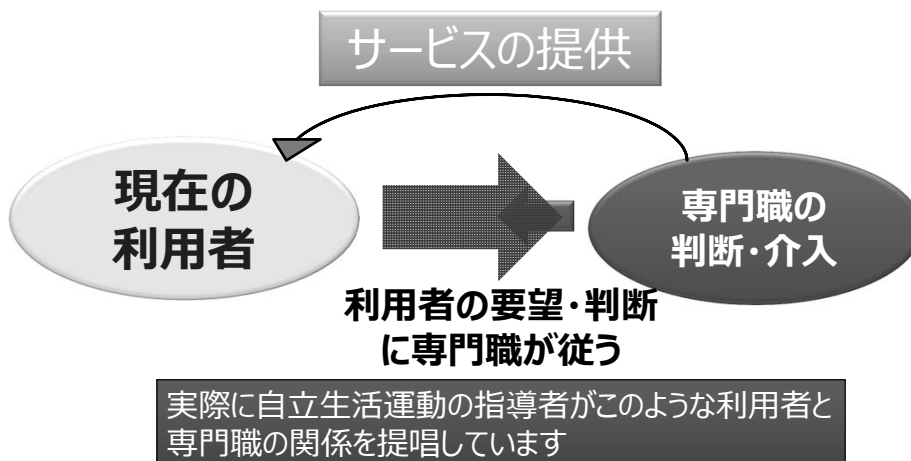 サービスの提供
現在の
利用者
専門職の
判断・介入
利用者の要望・判断
に専門職が従う
実際に自立生活運動の指導者がこのような利用者と
専門職の関係を提唱しています